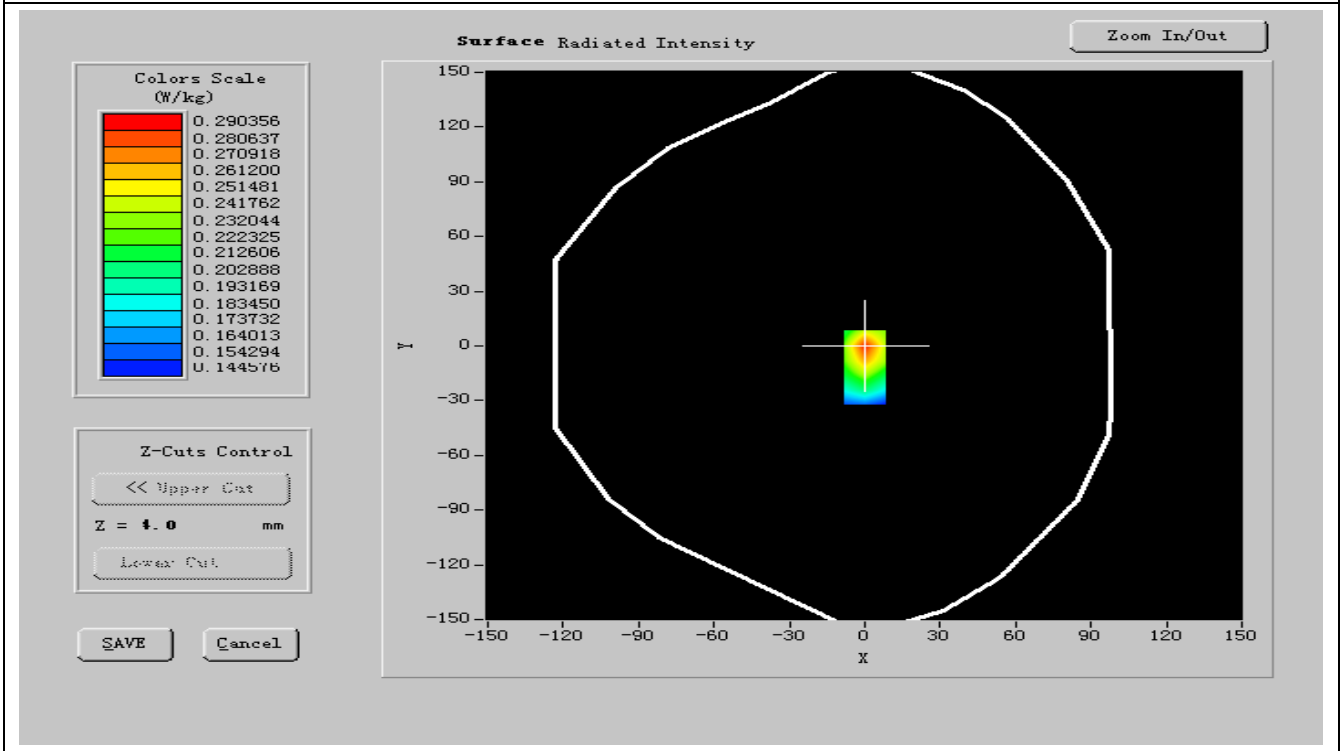 Surface Radiated Intensity
Zoom In/Out
Colors Scale
(W/kg)
0.290356
0.280637
0.270918
0.261200
0.251481
0.241762
0.232044
0.222325
0.212606
0.202888
0.193169
0.183450
0.173732
0.164013
0.154294
0.144576
Z-Cuts Control
<< Upper Cut
Z = 4.0 mm
Lower Cut
SAVE
Cancel
150
120
90
60
30
0
-30
-60
-90
-120
-150
Y
-150 -120 -90 -60 -30 0 30 60 90 120 150
X